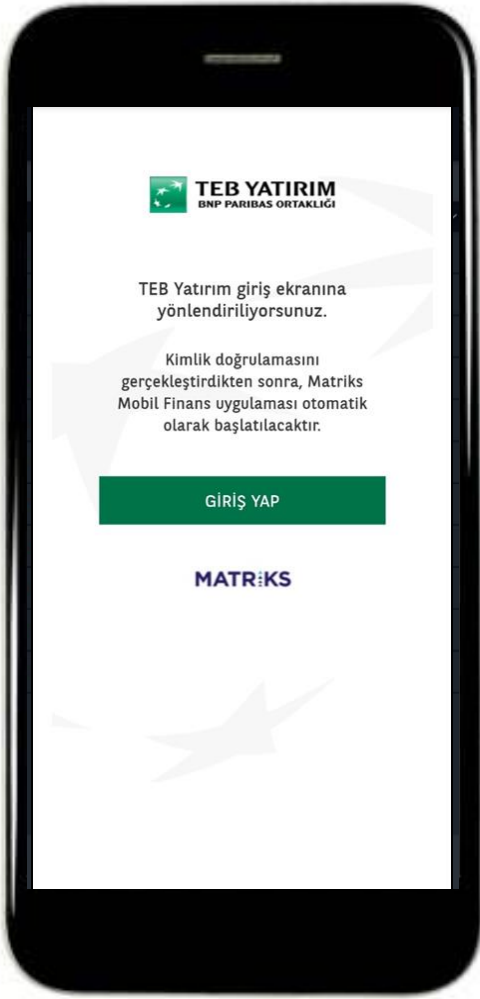 TEB YATIRIM
BNP PARIBAS ORTAKLIĞI
TEB Yatırım giriş ekranına
yönlendiriliyorsunuz.
Kimlik doğrulamasını
gerçekleştirdikten sonra, Matriks
Mobil Finans uygulaması otomatik
olarak başlatılacaktır.
GİRİŞ YAP
MATRiKS